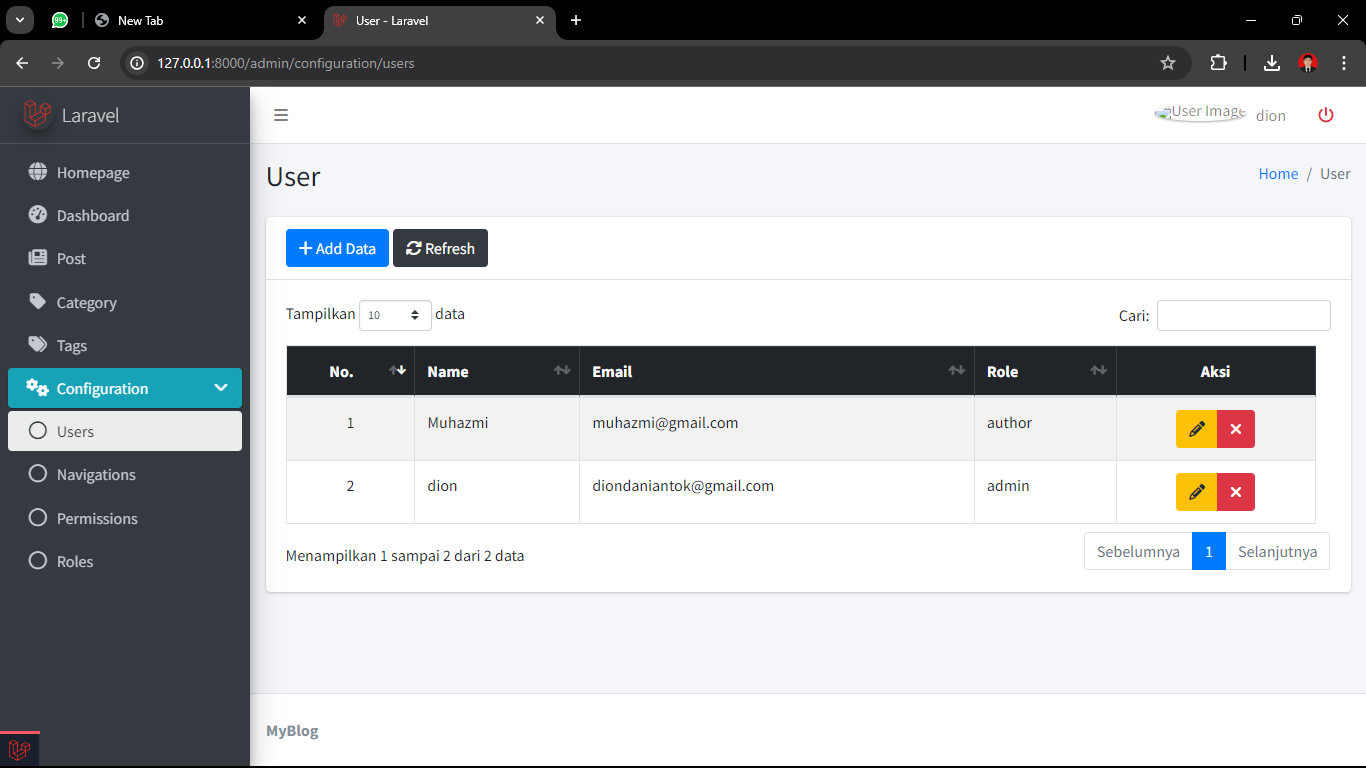 99+
New Tab
User - Laravel
127.0.0.1:8000/admin/configuration/users
Laravel
User Image
dion
Homepage
Dashboard
Post
Category
Tags
Configuration
Users
Navigations
Permissions
Roles
User
Home / User
Add Data
Refresh
Tampilkan 10 data
Cari:
No. Name Email Role Aksi
1 Muhazmi muhazmi@gmail.com author
2 dion diondaniantok@gmail.com admin
Menampilkan 1 sampai 2 dari 2 data
Sebelumnya 1 Selanjutnya
MyBlog